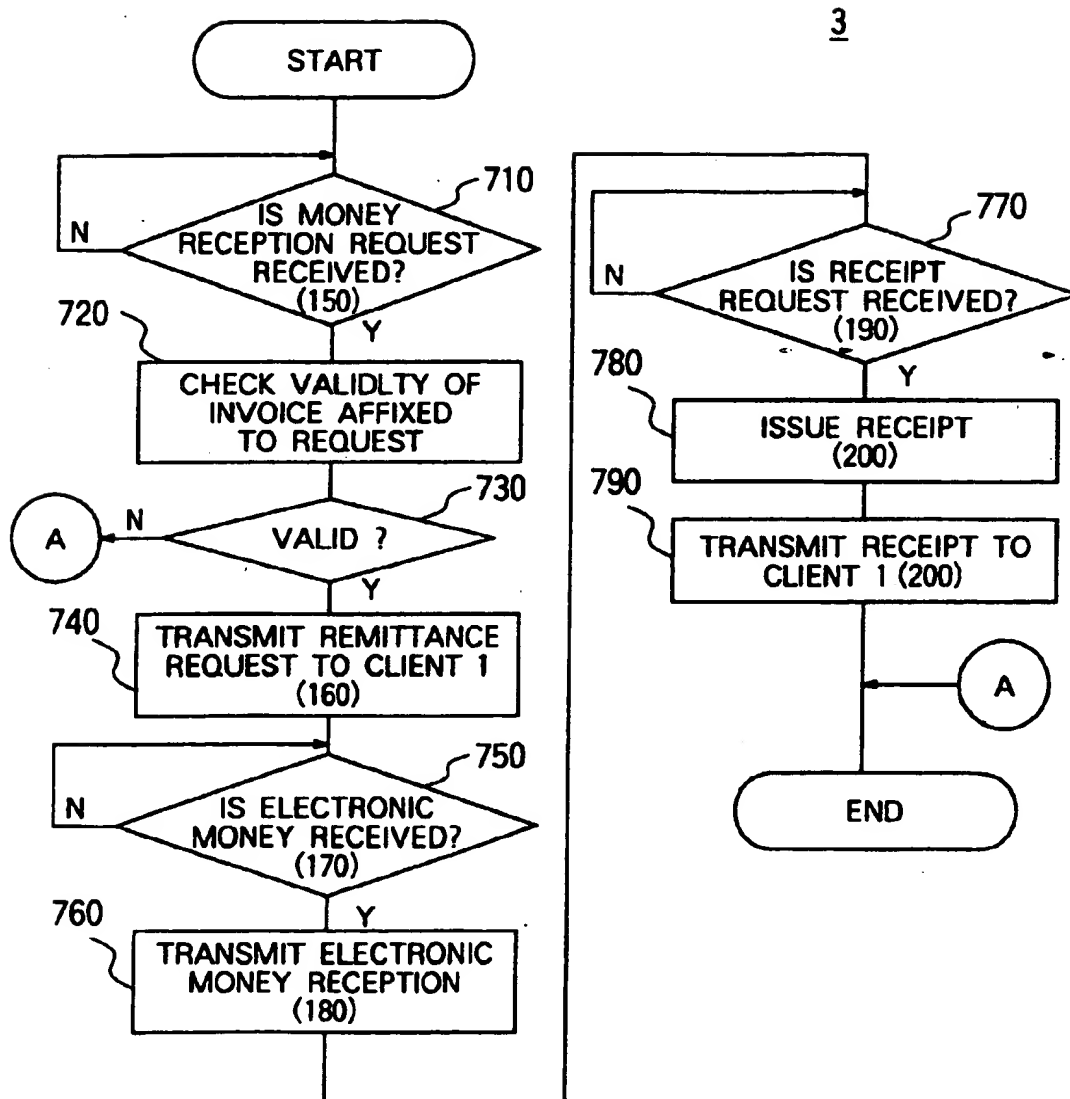 3
START
710
IS MONEY
RECEPTION REQUEST
RECEIVED?
(150)
N
Y
720
CHECK VALIDLTY OF
INVOICE AFFIXED
TO REQUEST
730
VALID ?
N
A
Y
740
TRANSMIT REMITTANCE
REQUEST TO CLIENT 1
(160)
750
IS ELECTRONIC
MONEY RECEIVED?
(170)
N
Y
760
TRANSMIT ELECTRONIC
MONEY RECEPTION
(180)
770
IS RECEIPT
REQUEST RECEIVED?
(190)
N
Y
780
ISSUE RECEIPT
(200)
790
TRANSMIT RECEIPT TO
CLIENT 1 (200)
A
END